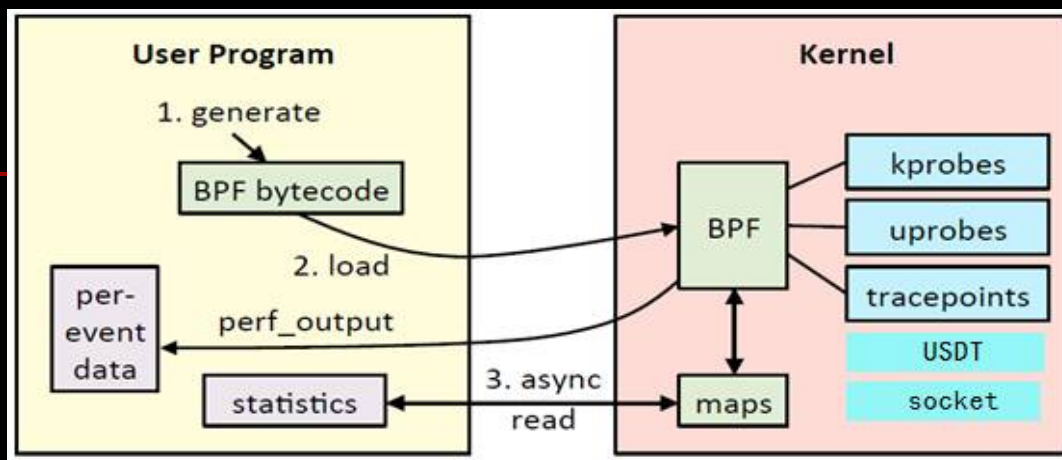 User Program
1. generate
BPF bytecode
2. load
per-
event
data
perf_output
statistics
3. async
read
Kernel
BPF
maps
kprobes
uprobes
tracepoints
USDT
socket